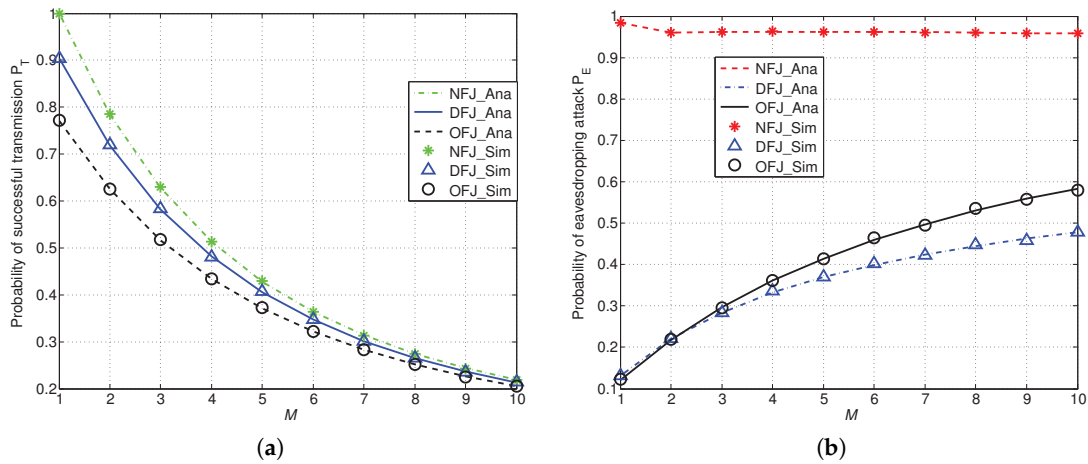 Probability of successful transmission P_T
1
0.9
0.8
0.7
0.6
0.5
0.4
0.3
0.2
1 2 3 4 5 6 7 8 9 10
M
NFJ_Ana
DFJ_Ana
OFJ_Ana
NFJ_Sim
DFJ_Sim
OFJ_Sim
(a)
Probability of eavesdropping attack P_E
1
0.9
0.8
0.7
0.6
0.5
0.4
0.3
0.2
0.1
1 2 3 4 5 6 7 8 9 10
M
NFJ_Ana
DFJ_Ana
OFJ_Ana
NFJ_Sim
DFJ_Sim
OFJ_Sim
(b)